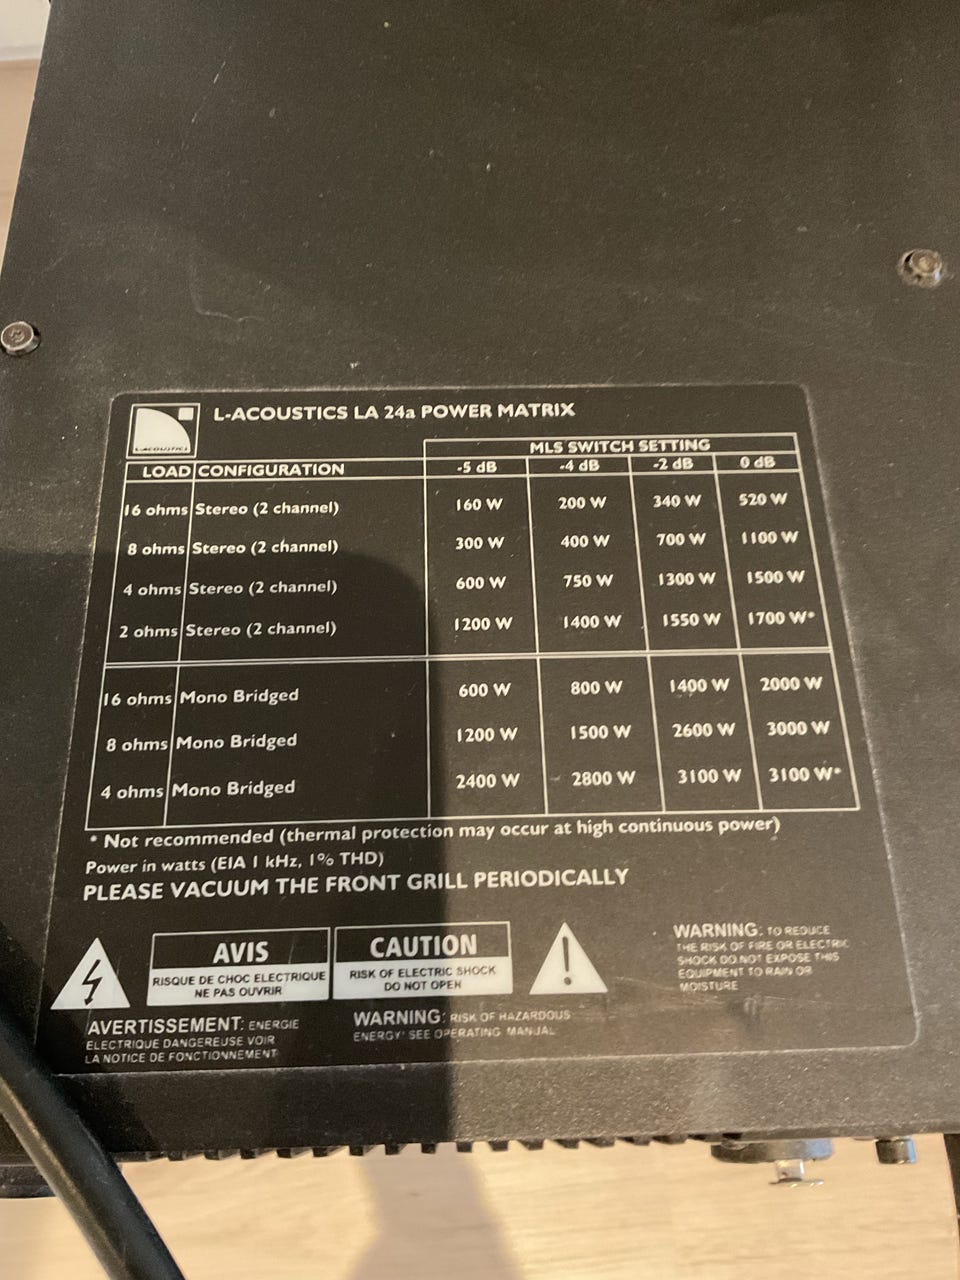 L-ACOUSTICS LA 24a POWER MATRIX
L-ACOUSTICS
MLS SWITCH SETTING
LOAD CONFIGURATION -5 dB -4 dB -2 dB 0 dB
16 ohms Stereo (2 channel) 160 W 200 W 340 W 520 W
8 ohms Stereo (2 channel) 300 W 400 W 700 W 1100 W
4 ohms Stereo (2 channel) 600 W 750 W 1300 W 1500 W
2 ohms Stereo (2 channel) 1200 W 1400 W 1550 W 1700 W*
16 ohms Mono Bridged 600 W 800 W 1400 W 2000 W
8 ohms Mono Bridged 1200 W 1500 W 2600 W 3000 W
4 ohms Mono Bridged 2400 W 2800 W 3100 W 3100 W*
* Not recommended (thermal protection may occur at high continuous power)
Power in watts (EIA 1 kHz, 1% THD)
PLEASE VACUUM THE FRONT GRILL PERIODICALLY
AVIS
RISQUE DE CHOC ELECTRIQUE
NE PAS OUVRIR
CAUTION
RISK OF ELECTRIC SHOCK
DO NOT OPEN
WARNING: TO REDUCE
THE RISK OF FIRE OR ELECTRIC
SHOCK DO NOT EXPOSE THIS
EQUIPMENT TO RAIN OR
MOISTURE
AVERTISSEMENT: ENERGIE
ELECTRIQUE DANGEREUSE VOIR
LA NOTICE DE FONCTIONNEMENT
WARNING: RISK OF HAZARDOUS
ENERGY' SEE OPERATING MANUAL